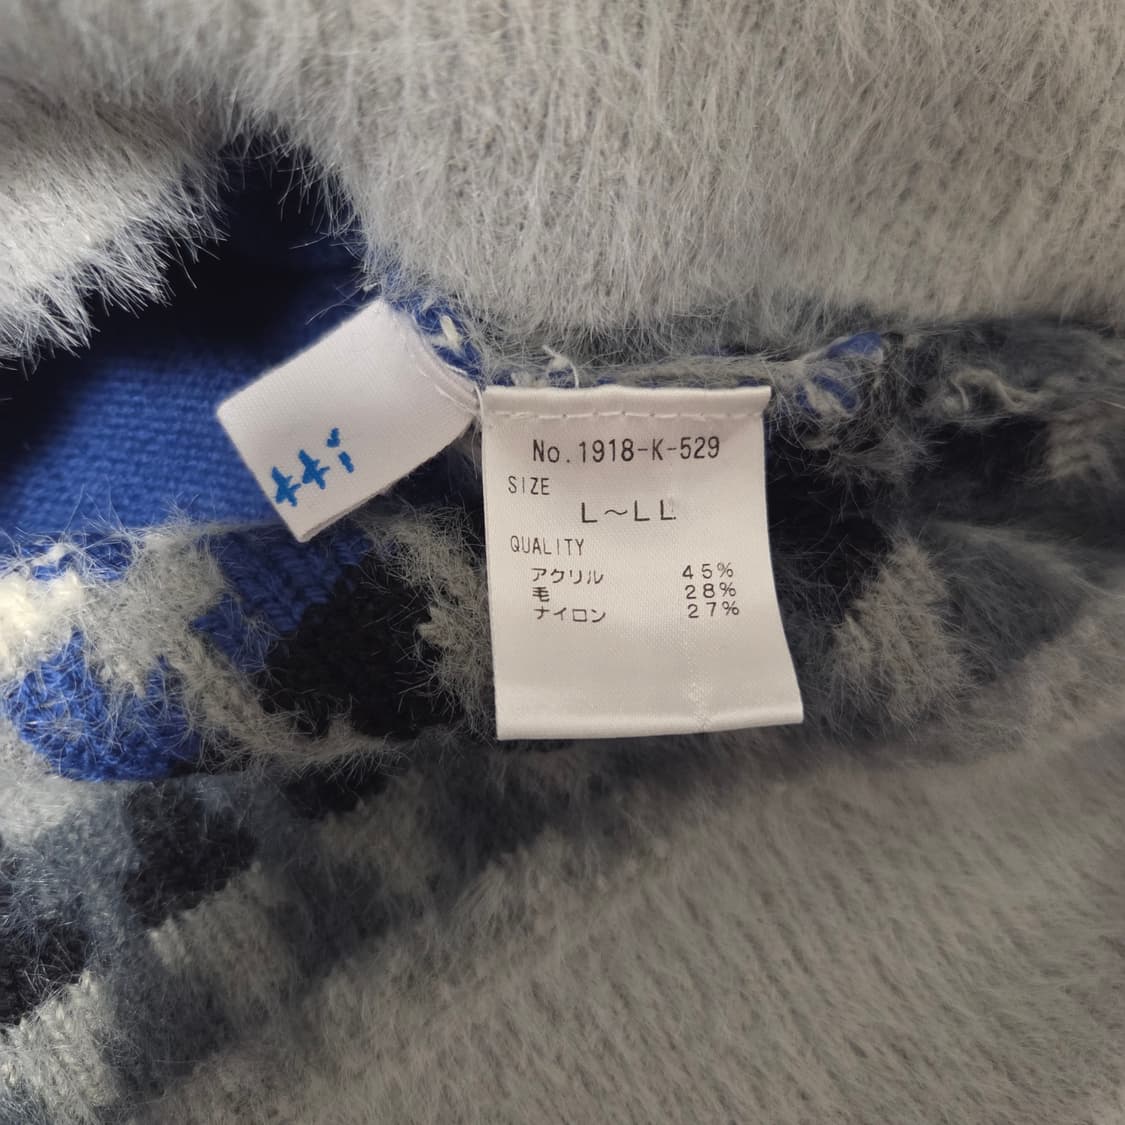 No.1918-K-529
SIZE
L～LL
QUALITY
アクリル 45%
毛 28%
ナイロン 27%